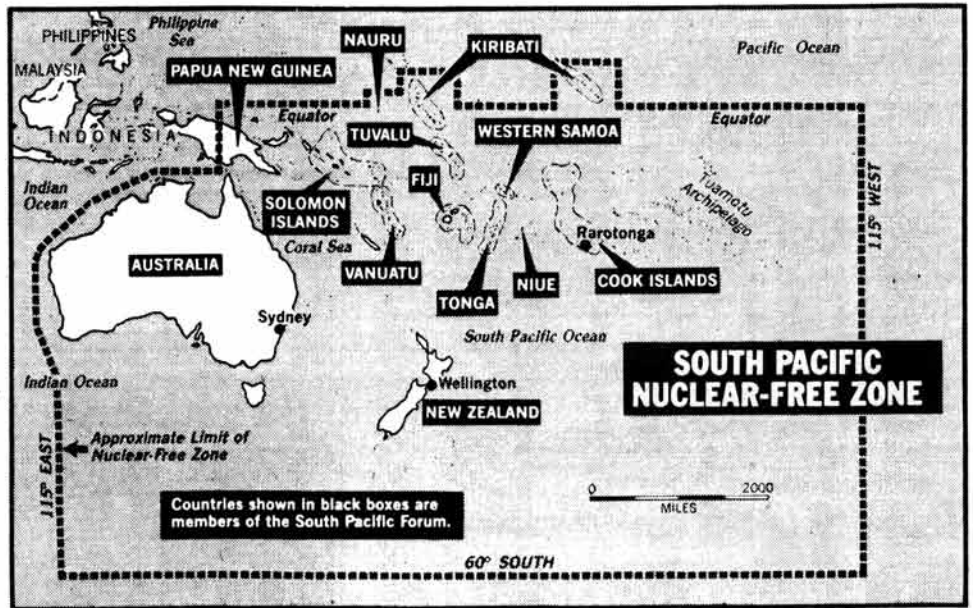 Philippine
Sea
PHILIPPINES
MALAYSIA
INDONESIA
PAPUA NEW GUINEA
NAURU
KIRIBATI
Pacific Ocean
Equator
Equator
TUVALU
WESTERN SAMOA
Indian
Ocean
SOLOMON
ISLANDS
FIJI
Tuamotu
Archipelago
115° WEST
Coral Sea
AUSTRALIA
VANUATU
TONGA
NIUE
Rarotonga
COOK ISLANDS
Sydney
South Pacific Ocean
SOUTH PACIFIC
NUCLEAR-FREE ZONE
Indian Ocean
Wellington
NEW ZEALAND
Approximate Limit of
Nuclear-Free Zone
115° EAST
Countries shown in black boxes are
members of the South Pacific Forum.
0 2000
MILES
60° SOUTH